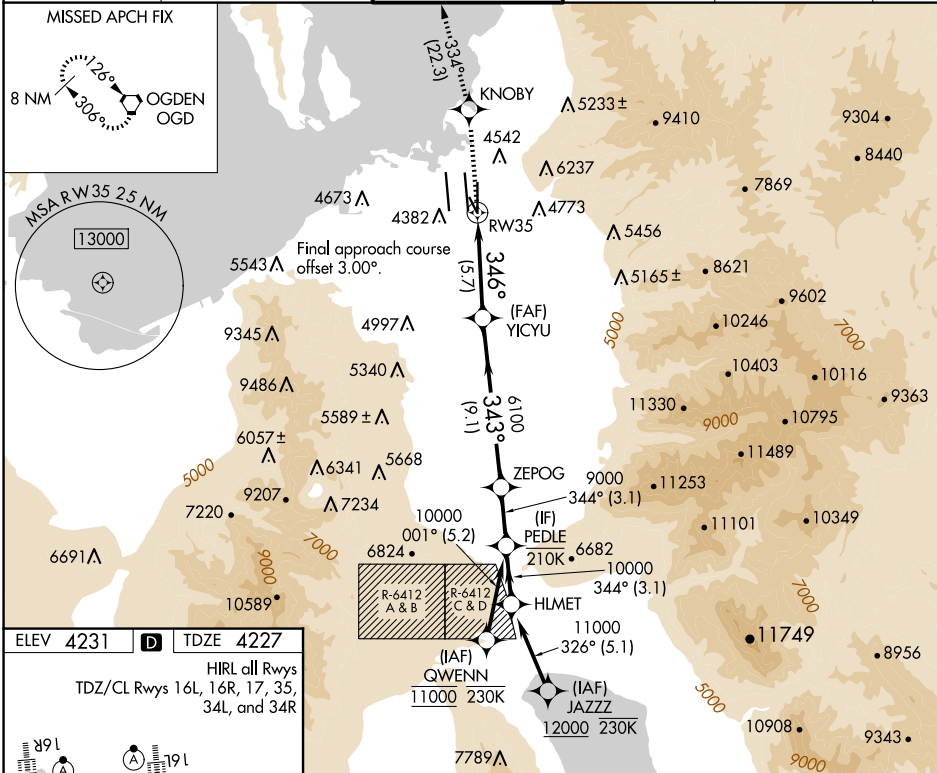 MISSED APCH FIX
126°
8 NM
306°
OGDEN
OGD
MSA RW35 25 NM
13000
334°
(22.3)
KNOBY
5233 ±
9410
9304
4542
8440
6237
7869
4673
4382
4773
RW35
5456
Final approach course
offset 3.00°.
346°
(5.7)
5543
5165 ±
8621
9602
(FAF)
YICYU
5000
7000
9345
4997
10246
5340
10403
10116
9486
9363
11330
6100
343°
(9.1)
5589 ±
9000
10795
6057±
11489
5668
6341
5000
ZEPOG
9000
344° (3.1)
11253
9207
7234
7220
10000
001° (5.2)
(IF)
PEDLE
210K
11101
10349
7000
6691
6824
6682
9000
10000
344° (3.1)
R-6412
A & B
R-6412
C & D
10589
HLMET
7000
11000
326° (5.1)
11749
8956
(IAF)
QWENN
11000 230K
(IAF)
JAZZZ
12000 230K
5000
10908
9343
7789
9000
ELEV 4231
D
TDZE 4227
HIRL all Rwys
TDZ/CL Rwys 16L, 16R, 17, 35,
34L, and 34R
16R
A
A
16L